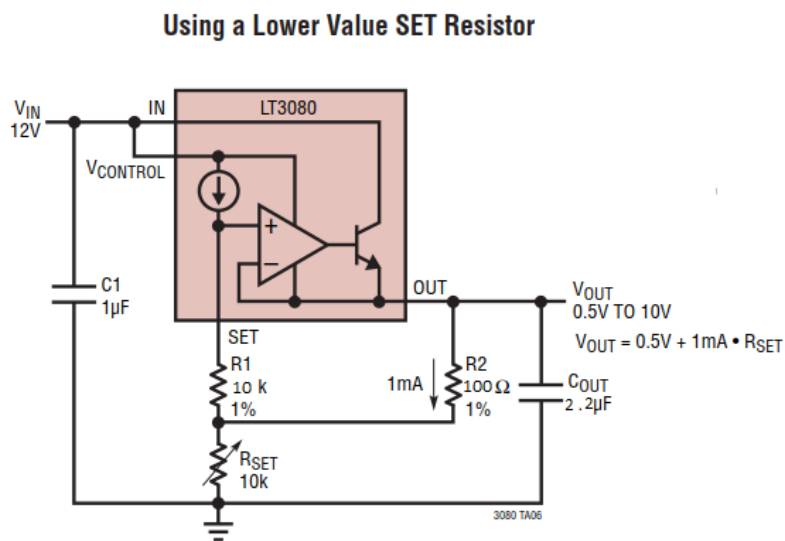 Using a Lower Value SET Resistor
IN
LT3080
VIN
12V
VCONTROL
+
–
OUT
C1
1µF
VOUT
0.5V TO 10V
VOUT = 0.5V + 1mA • RSET
SET
R1
10 k
1%
1mA
R2
100Ω
1%
COUT
2.2µF
RSET
10k
3080 TA06